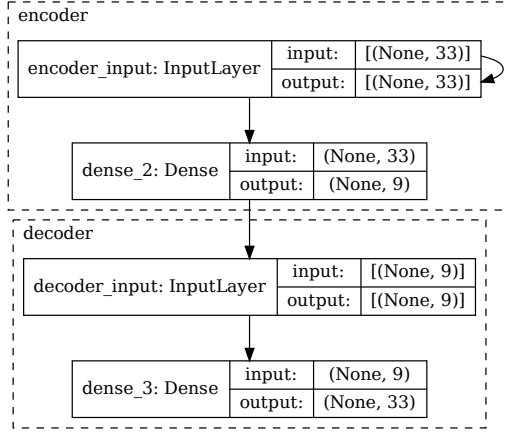 encoder
encoder_input: InputLayer
input: [(None, 33)]
output: [(None, 33)]
dense_2: Dense
input: (None, 33)
output: (None, 9)
decoder
decoder_input: InputLayer
input: [(None, 9)]
output: [(None, 9)]
dense_3: Dense
input: (None, 9)
output: (None, 33)